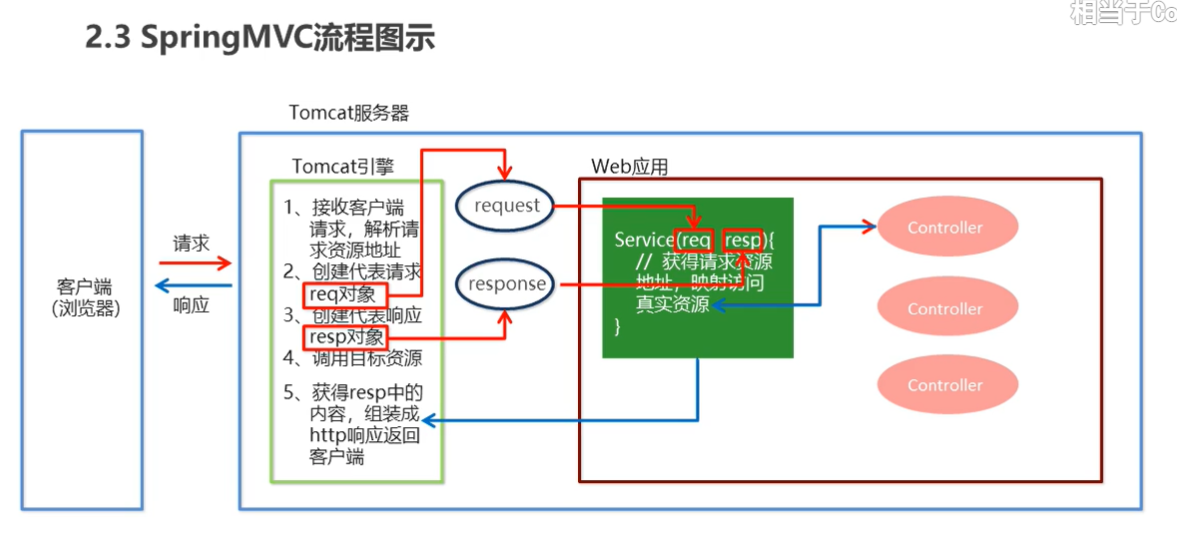 相当于Co
2.3 SpringMVC流程图示
Tomcat服务器
Tomcat引擎
Web应用
1、接收客户端
请求，解析请
求资源地址
2、创建代表请求
req对象
3、创建代表响应
resp对象
4、调用目标资源
5、获得resp中的
内容，组装成
http响应返回
客户端
请求
响应
客户端
（浏览器）
request
response
Service(req resp){
// 获得请求资源
地址，映射访问
真实资源
}
Controller
Controller
Controller